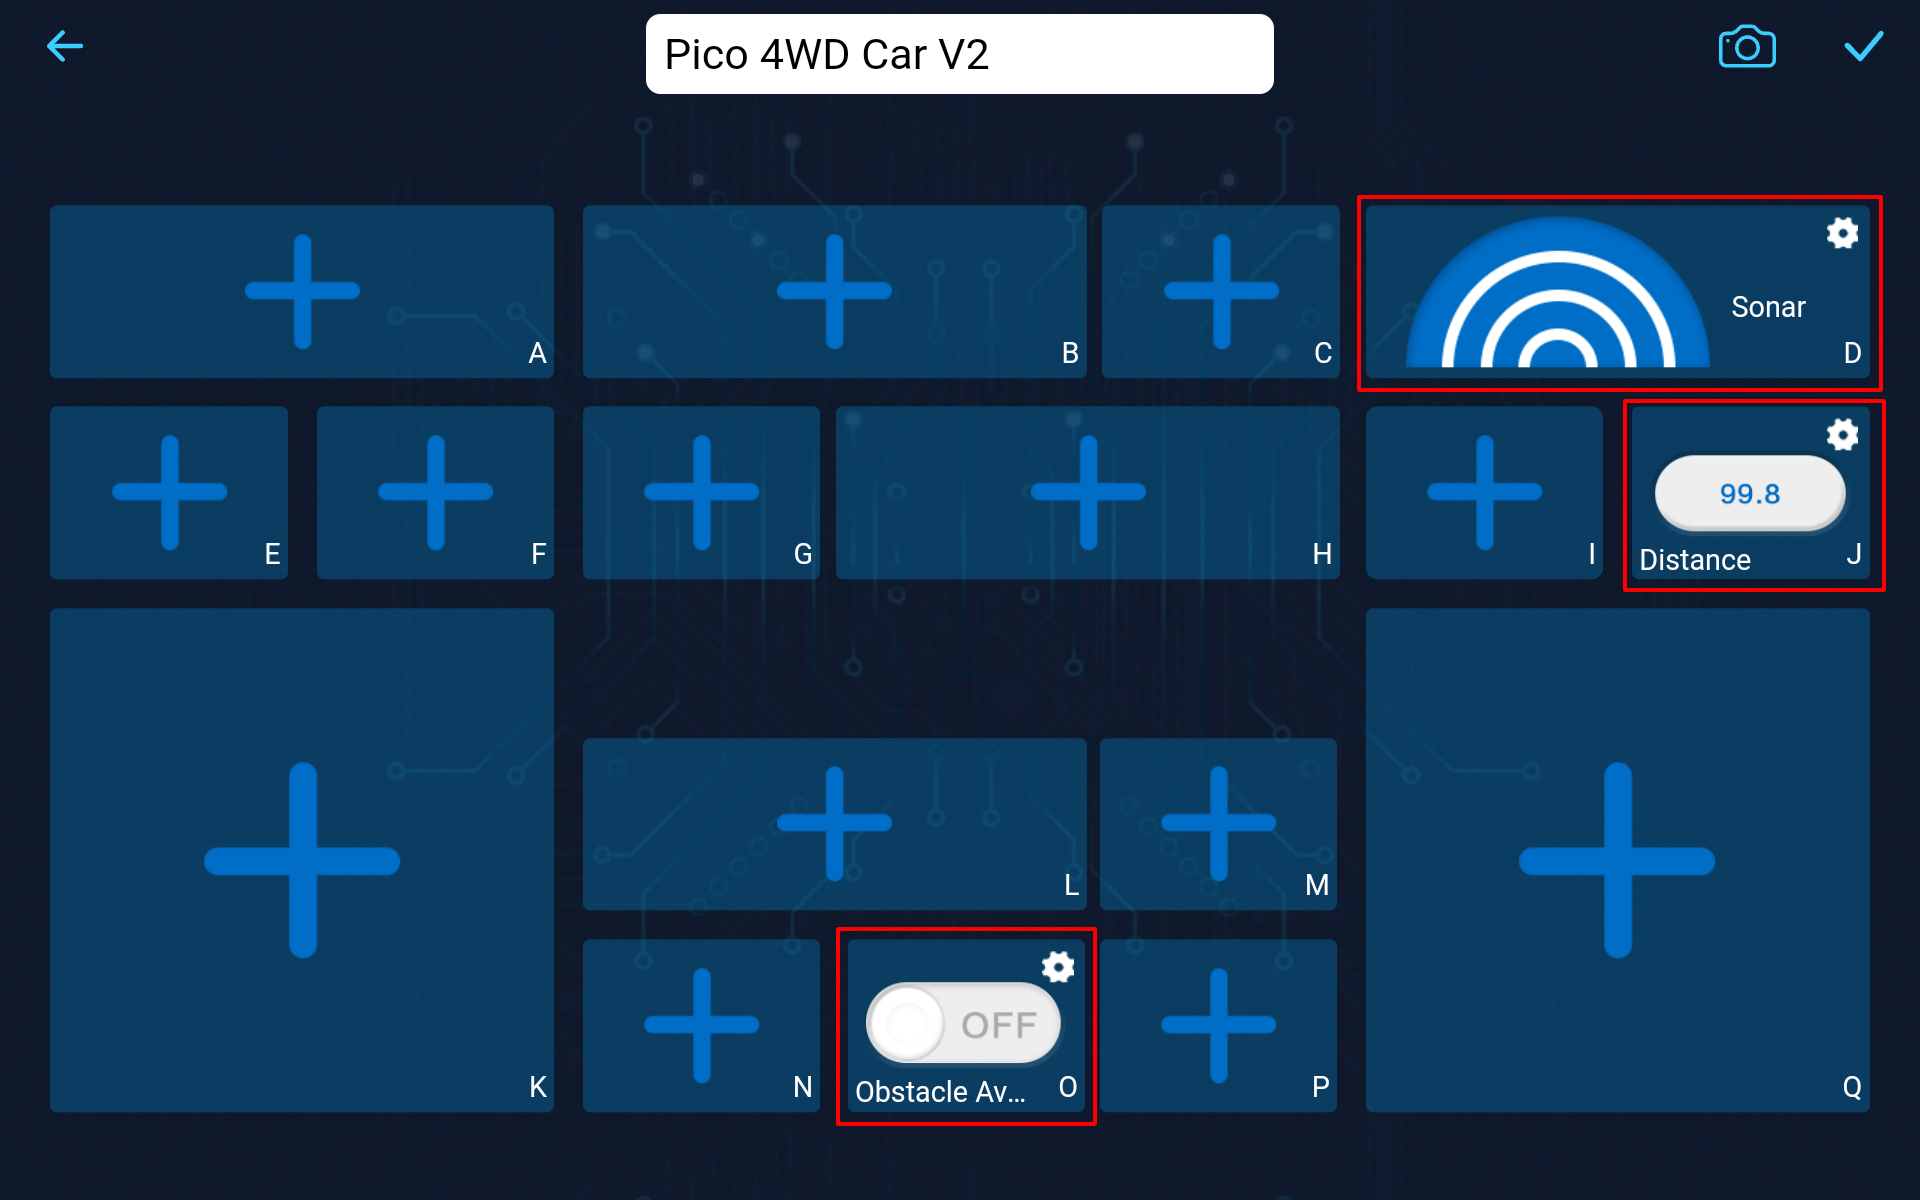 Pico 4WD Car V2
A
B
C
Sonar
D
E
F
G
H
I
99.8
Distance
J
K
L
M
N
OFF
Obstacle Av...
O
P
Q